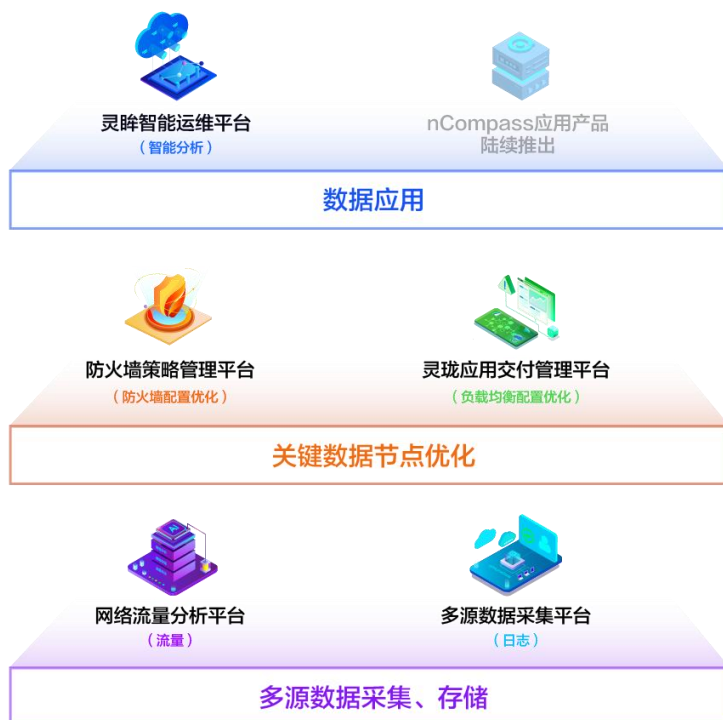 灵眸智能运维平台
（智能分析）
nCompass应用产品
陆续推出
数据应用
防火墙策略管理平台
（防火墙配置优化）
灵珑应用交付管理平台
（负载均衡配置优化）
关键数据节点优化
AI
网络流量分析平台
（流量）
多源数据采集平台
（日志）
多源数据采集、存储